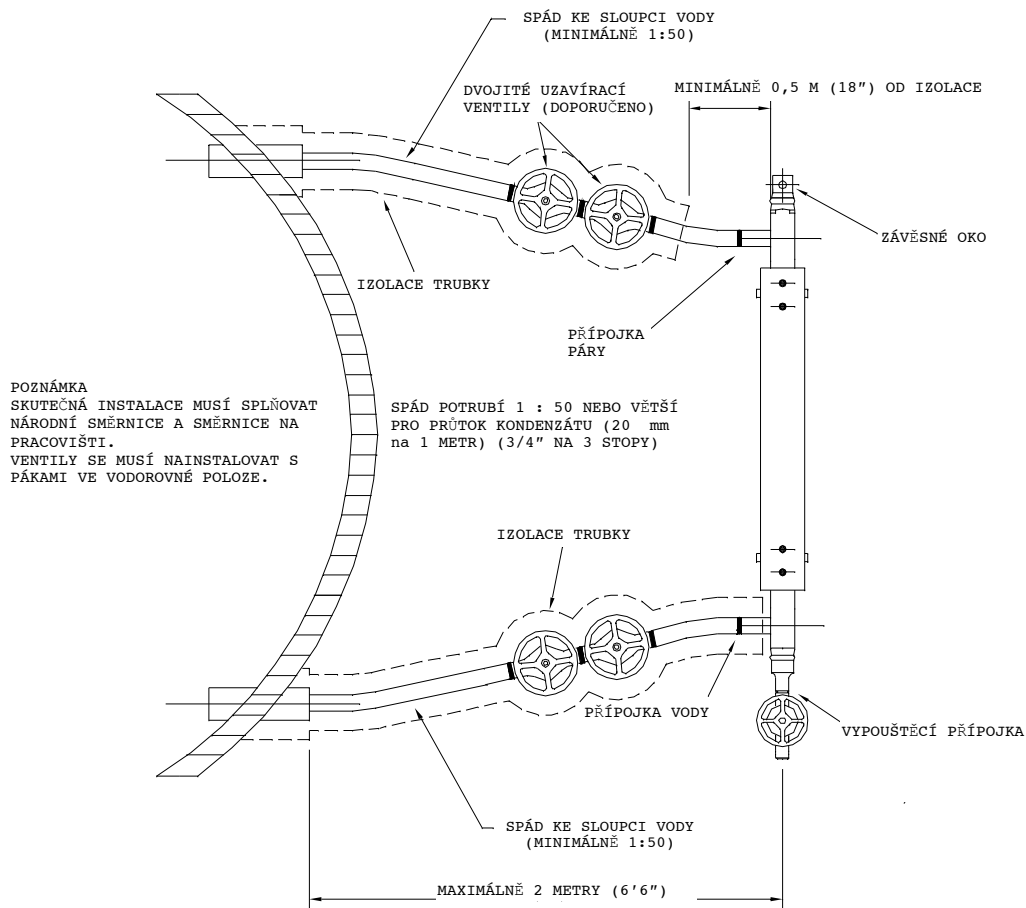 SPÁD KE SLOUPCI VODY
(MINIMÁLNĚ 1:50)
DVOJITÉ UZAVÍRACÍ
VENTILY (DOPORUČENO)
MINIMÁLNĚ 0,5 M (18") OD IZOLACE
ZÁVĚSNÉ OKO
IZOLACE TRUBKY
PŘÍPOJKA
PÁRY
POZNÁMKA
SKUTEČNÁ INSTALACE MUSÍ SPLŇOVAT
NÁRODNÍ SMĚRNICE A SMĚRNICE NA
PRACOVIŠTI.
VENTILY SE MUSÍ NAINSTALOVAT S
PÁKAMI VE VODOROVNÉ POLOZE.
SPÁD POTRUBÍ 1 : 50 NEBO VĚTŠÍ
PRO PRŮTOK KONDENZÁTU (20 mm
na 1 METR) (3/4" NA 3 STOPY)
IZOLACE TRUBKY
PŘÍPOJKA VODY
VYPOUŠTĚCÍ PŘÍPOJKA
SPÁD KE SLOUPCI VODY
(MINIMÁLNĚ 1:50)
MAXIMÁLNĚ 2 METRY (6'6")